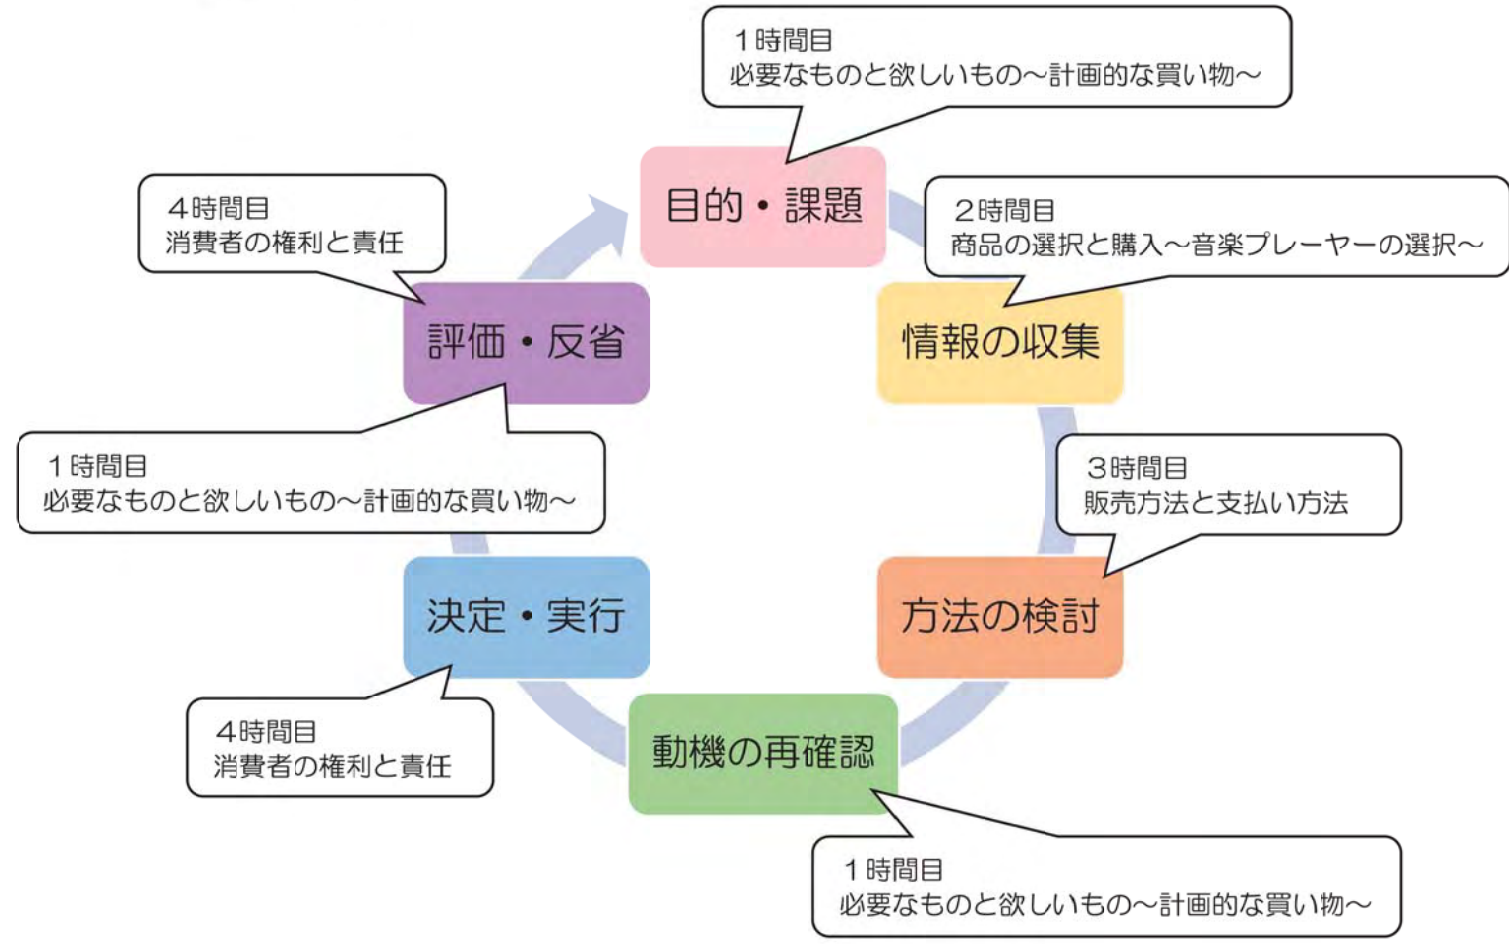 １時間目
必要なものと欲しいもの～計画的な買い物～
目的・課題
４時間目
消費者の権利と責任
２時間目
商品の選択と購入～音楽プレーヤーの選択～
評価・反省
情報の収集
１時間目
必要なものと欲しいもの～計画的な買い物～
３時間目
販売方法と支払い方法
決定・実行
方法の検討
４時間目
消費者の権利と責任
動機の再確認
１時間目
必要なものと欲しいもの～計画的な買い物～